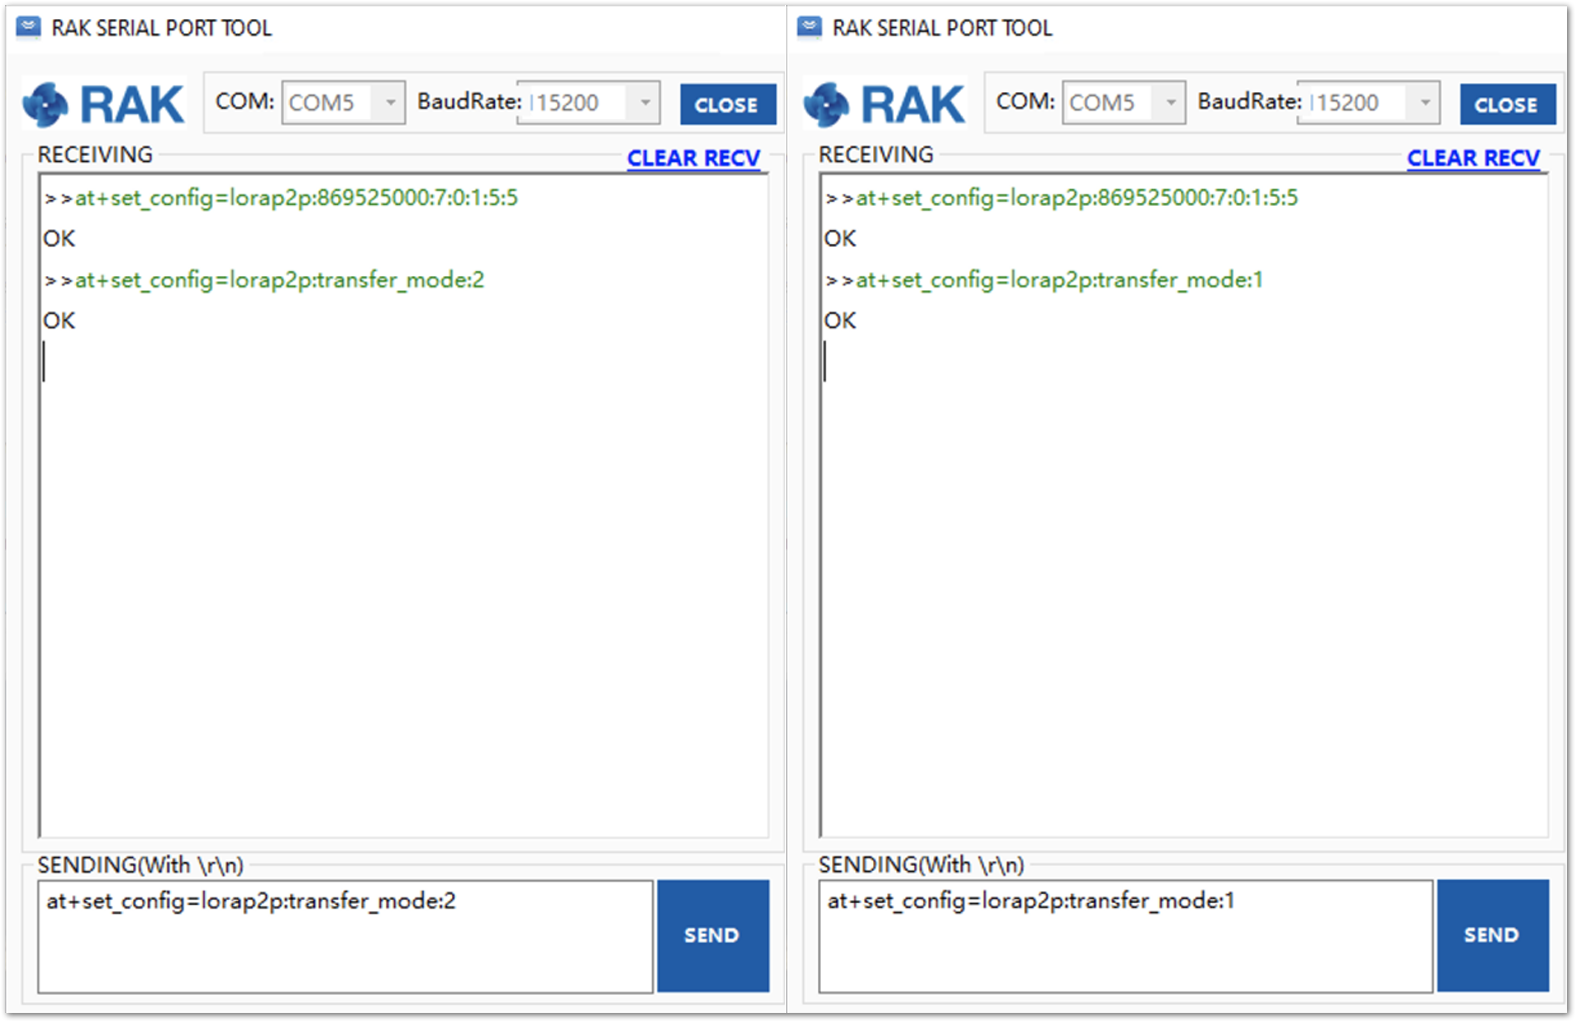 RAK SERIAL PORT TOOL
RAK COM: COM5 BaudRate: 115200 CLOSE
RECEIVING CLEAR RECV
>>at+set_config=lorap2p:869525000:7:0:1:5:5
OK
>>at+set_config=lorap2p:transfer_mode:2
OK
SENDING(With \r\n)
at+set_config=lorap2p:transfer_mode:2
SEND
RAK SERIAL PORT TOOL
RAK COM: COM5 BaudRate: 115200 CLOSE
RECEIVING CLEAR RECV
>>at+set_config=lorap2p:869525000:7:0:1:5:5
OK
>>at+set_config=lorap2p:transfer_mode:1
OK
SENDING(With \r\n)
at+set_config=lorap2p:transfer_mode:1
SEND